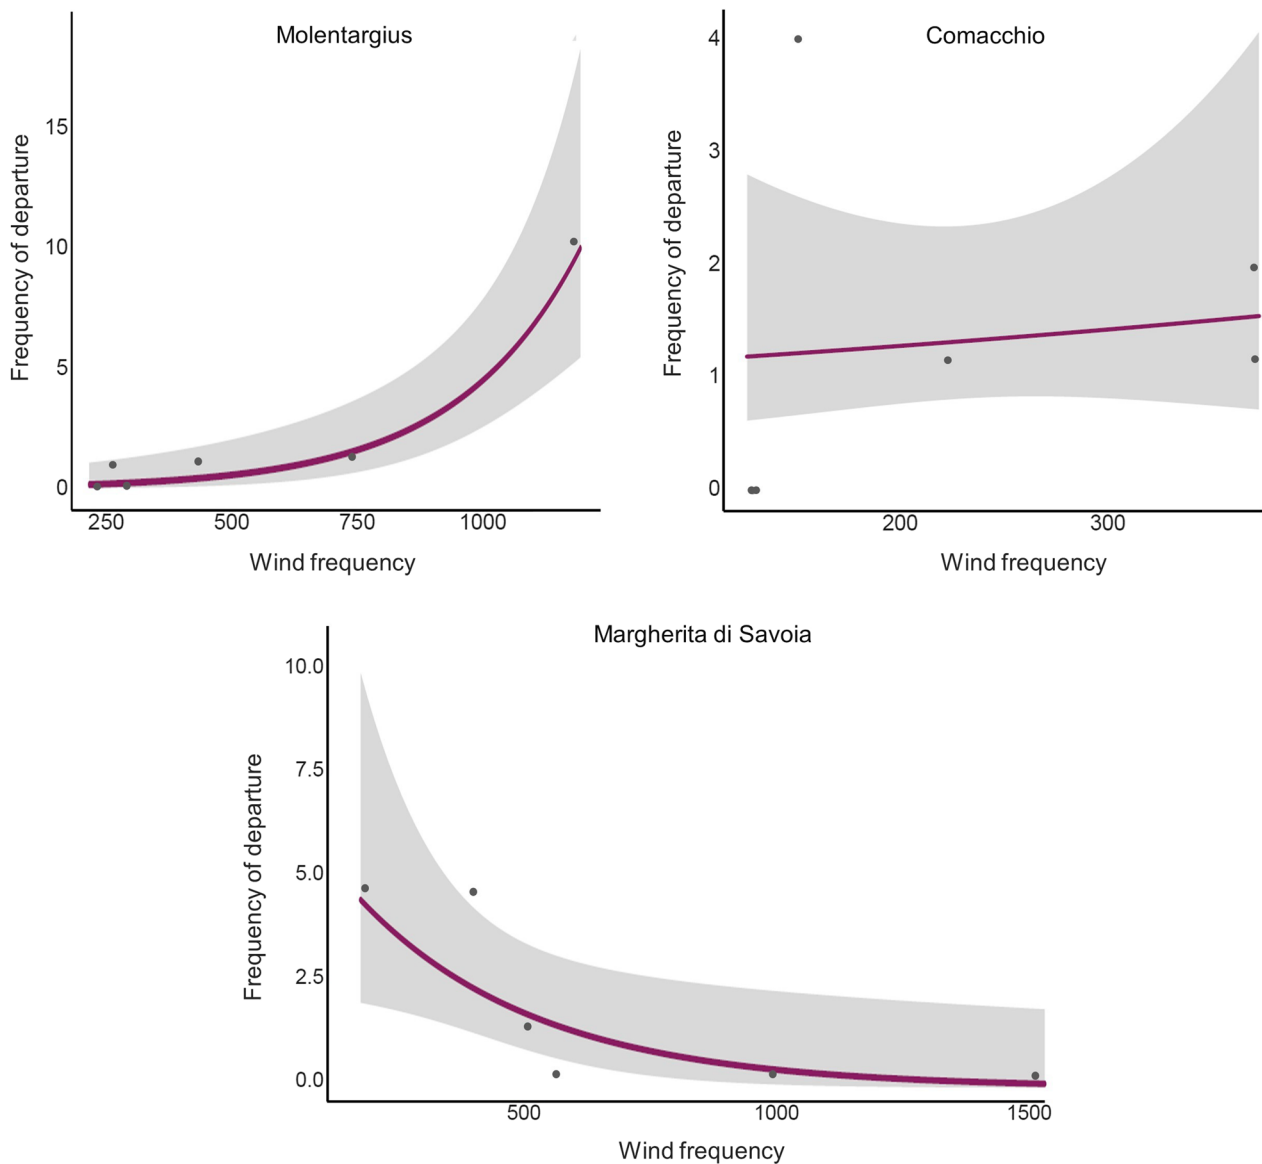 Molentargius
Frequency of departure
15
10
5
0
250 500 750 1000
Wind frequency
Comacchio
Frequency of departure
4
3
2
1
0
200 300
Wind frequency
Margherita di Savoia
Frequency of departure
10.0
7.5
5.0
2.5
0.0
500 1000 1500
Wind frequency